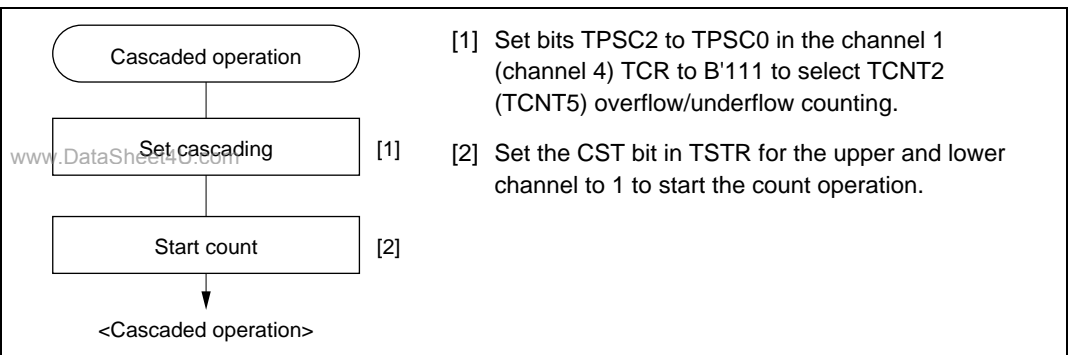 Cascaded operation
Set cascading
[1]
www.DataSheet4U.com
Start count
[2]
<Cascaded operation>
[1] Set bits TPSC2 to TPSC0 in the channel 1
(channel 4) TCR to B'111 to select TCNT2
(TCNT5) overflow/underflow counting.
[2] Set the CST bit in TSTR for the upper and lower
channel to 1 to start the count operation.